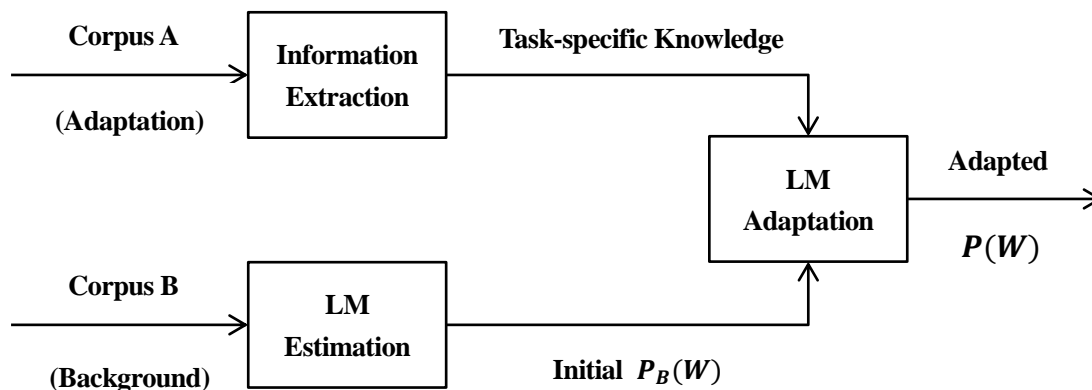 Corpus A
(Adaptation)
Information
Extraction
Task-specific Knowledge
LM
Adaptation
Adapted
P(W)
Corpus B
(Background)
LM
Estimation
Initial P_B(W)